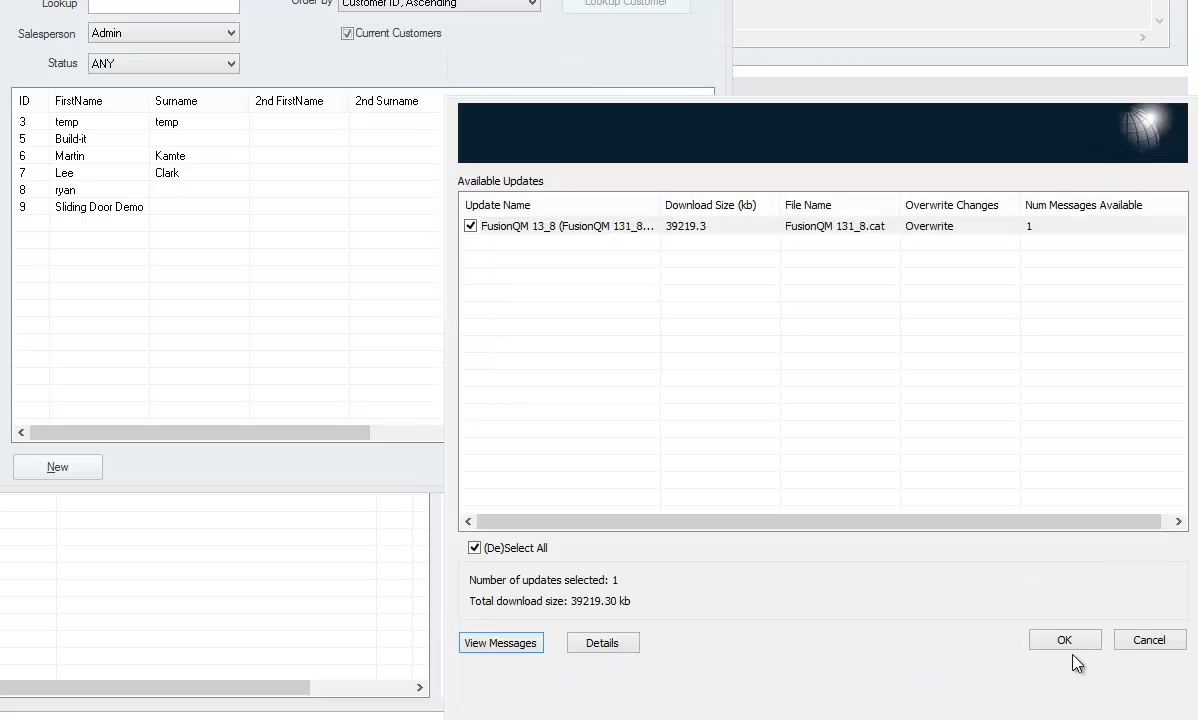 Lookup
Order By Customer ID, Ascending
Lookup Customer
Salesperson Admin
Current Customers
Status ANY
ID FirstName Surname 2nd FirstName 2nd Surname
3 temp temp
5 Build-it
6 Martin Kamte
7 Lee Clark
8 ryan
9 Sliding Door Demo
New
Available Updates
Update Name Download Size (kb) File Name Overwrite Changes Num Messages Available
FusionQM 13_8 (FusionQM 131_8... 39219.3 FusionQM 131_8.cat Overwrite 1
(De)Select All
Number of updates selected: 1
Total download size: 39219.30 kb
View Messages Details OK Cancel